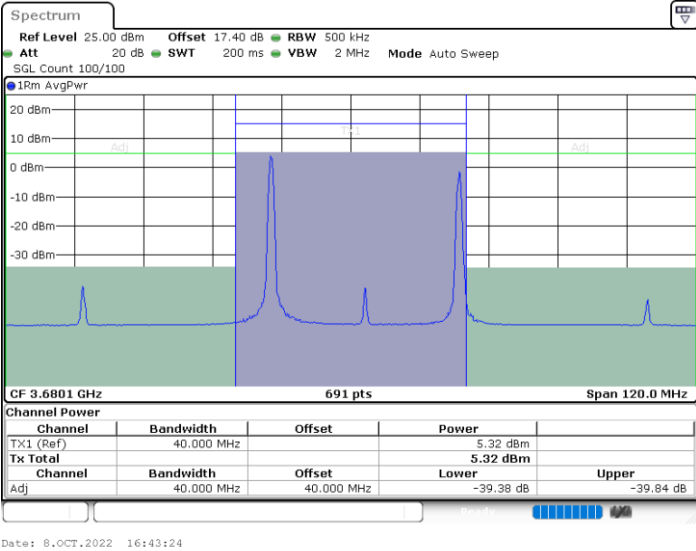 Spectrum
Ref Level 25.00 dBm Offset 17.40 dB RBW 500 kHz
Att 20 dB SWT 200 ms VBW 2 MHz Mode Auto Sweep
SGL Count 100/100
1Rm AvgPwr
20 dBm
TX1
10 dBm
Adj Adj
0 dBm
-10 dBm
-20 dBm
-30 dBm
CF 3.6801 GHz 691 pts Span 120.0 MHz
Channel Power
Channel Bandwidth Offset Power
TX1 (Ref) 40.000 MHz 5.32 dBm
Tx Total 5.32 dBm
Channel Bandwidth Offset Lower Upper
Adj 40.000 MHz 40.000 MHz -39.38 dB -39.84 dB
Ready
Date: 8.OCT.2022 16:43:24